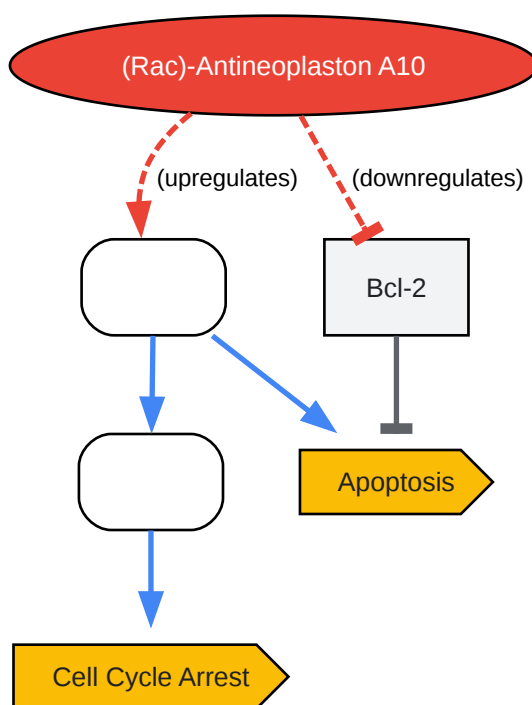 (Rac)-Antineoplaston A10
(upregulates)
(downregulates)
Bcl-2
Apoptosis
Cell Cycle Arrest